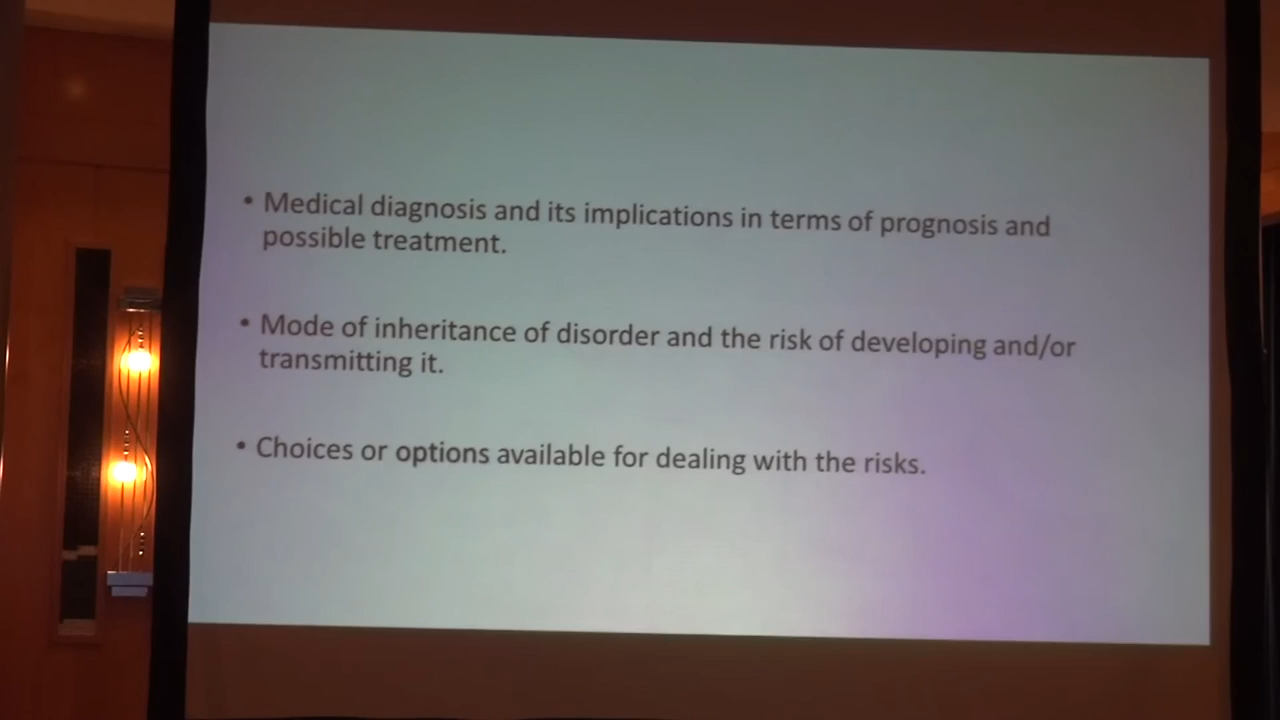 • Medical diagnosis and its implications in terms of prognosis and
possible treatment.
• Mode of inheritance of disorder and the risk of developing and/or
transmitting it.
• Choices or options available for dealing with the risks.